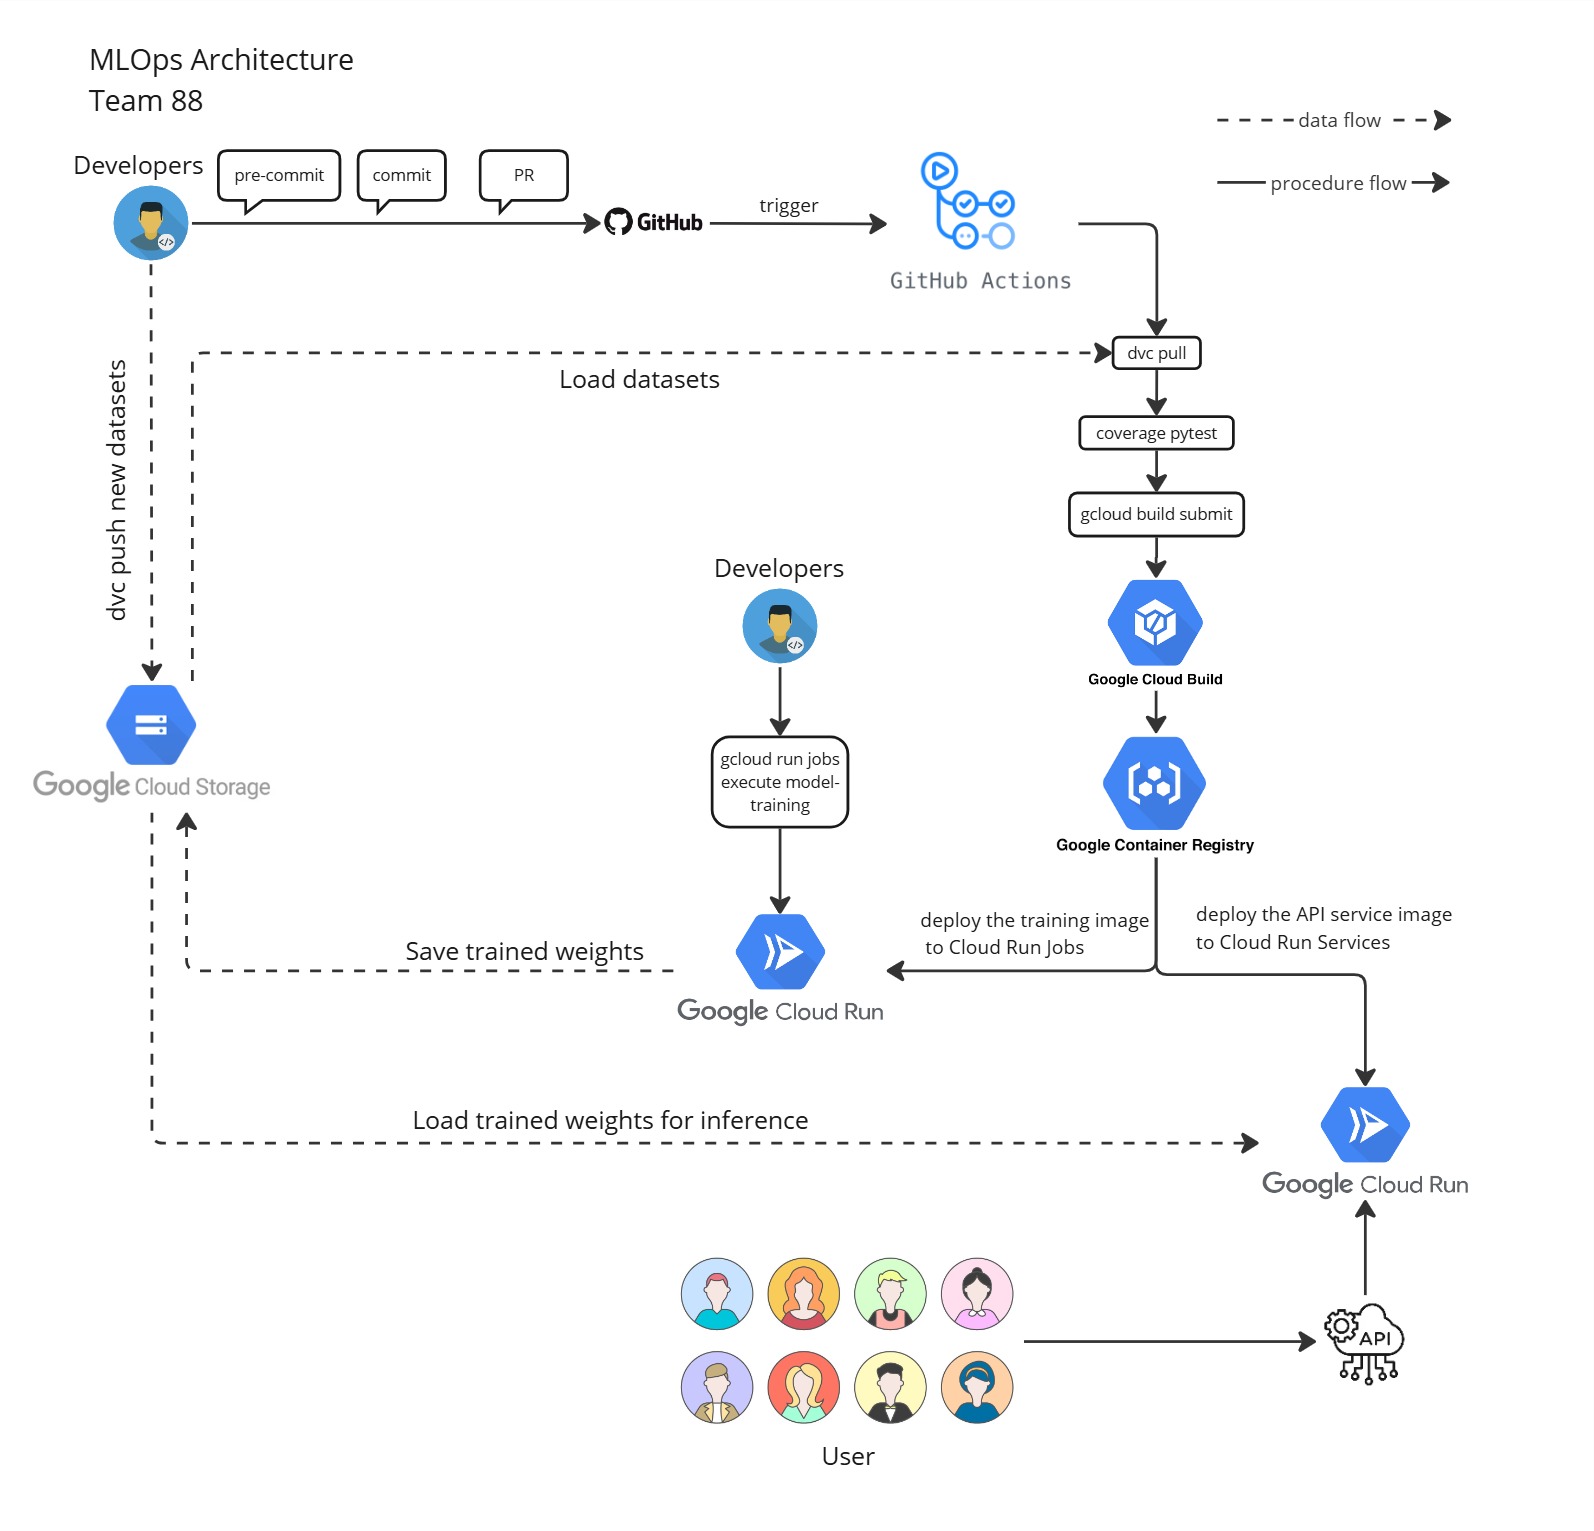 MLOps Architecture
Team 88
data flow
procedure flow
Developers
pre-commit
commit
PR
GitHub
trigger
GitHub Actions
dvc pull
Load datasets
dvc push new datasets
coverage pytest
gcloud build submit
Developers
Google Cloud Build
gcloud run jobs
execute model-
training
Google Cloud Storage
Google Container Registry
deploy the training image
to Cloud Run Jobs
deploy the API service image
to Cloud Run Services
Save trained weights
Google Cloud Run
Load trained weights for inference
Google Cloud Run
API
User